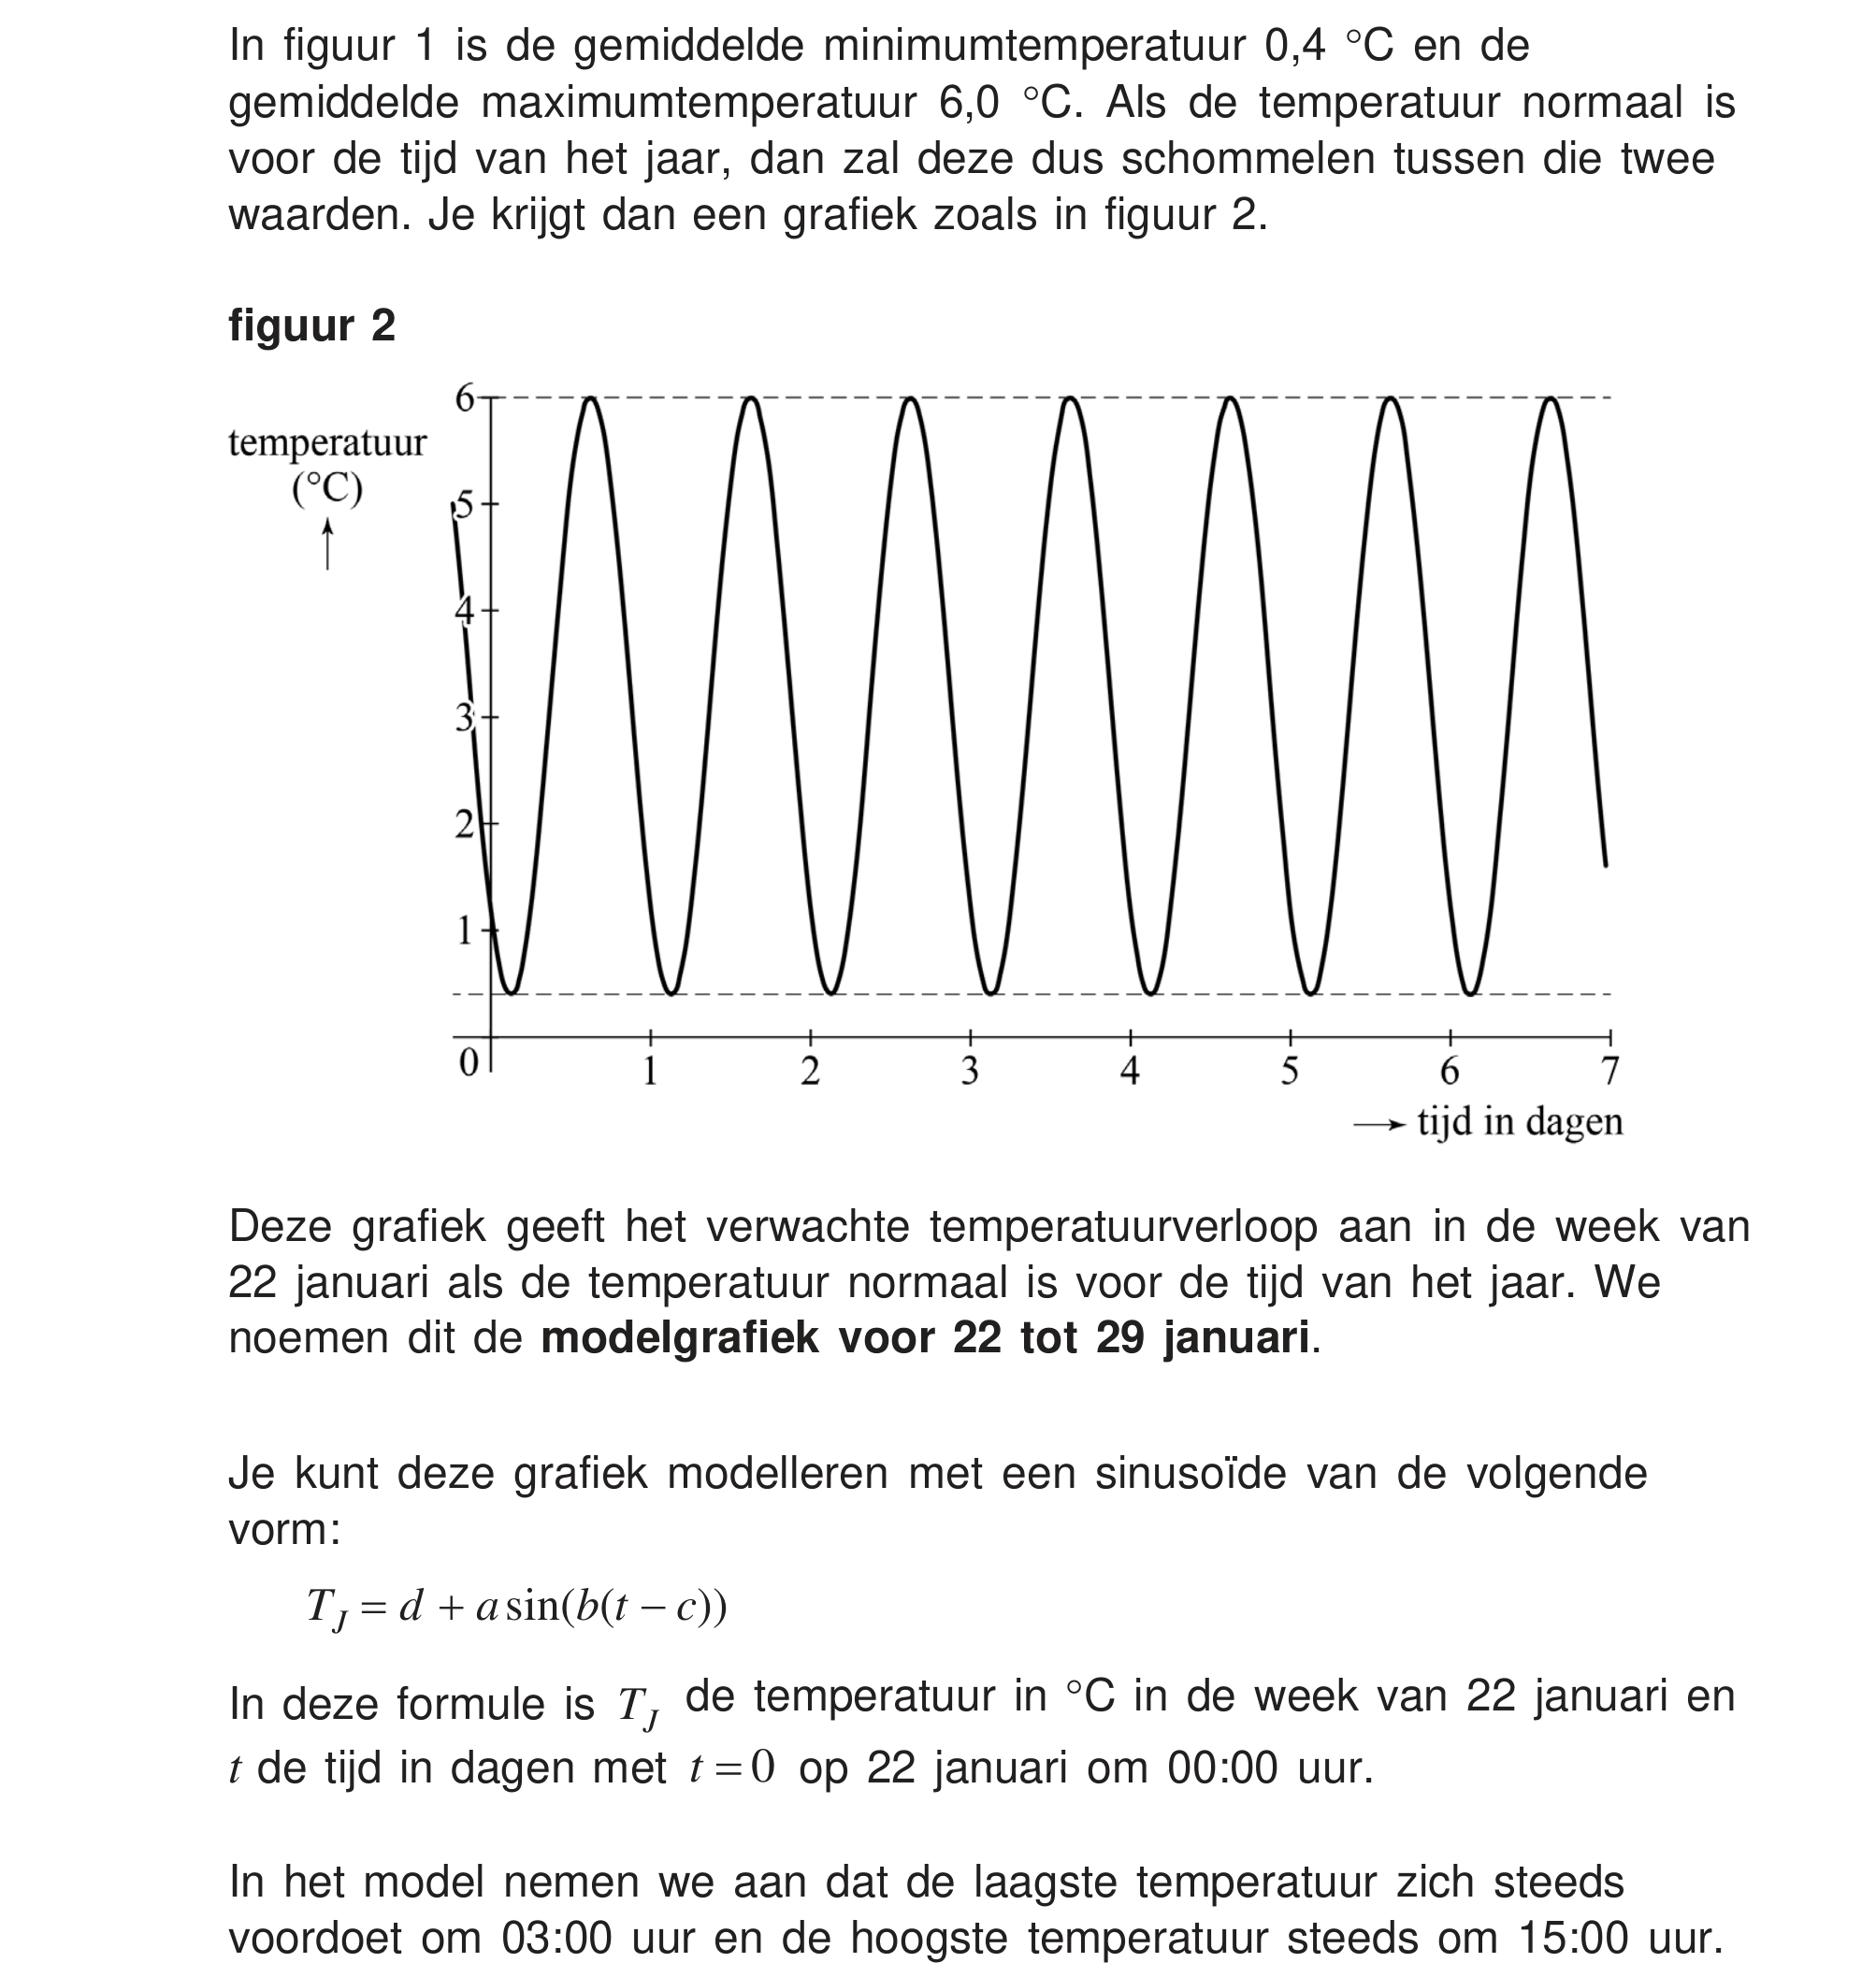 In figuur 1 is de gemiddelde minimumtemperatuur 0,4 °C en de
gemiddelde maximumtemperatuur 6,0 °C. Als de temperatuur normaal is
voor de tijd van het jaar, dan zal deze dus schommelen tussen die twee
waarden. Je krijgt dan een grafiek zoals in figuur 2.
figuur 2
temperatuur
(°C)
6
5
4
3
2
1
0
1 2 3 4 5 6 7
tijd in dagen
Deze grafiek geeft het verwachte temperatuurverloop aan in de week van
22 januari als de temperatuur normaal is voor de tijd van het jaar. We
noemen dit de modelgrafiek voor 22 tot 29 januari.
Je kunt deze grafiek modelleren met een sinusoïde van de volgende
vorm:
T_J = d + a sin(b(t − c))
In deze formule is T_J de temperatuur in °C in de week van 22 januari en
t de tijd in dagen met t = 0 op 22 januari om 00:00 uur.
In het model nemen we aan dat de laagste temperatuur zich steeds
voordoet om 03:00 uur en de hoogste temperatuur steeds om 15:00 uur.